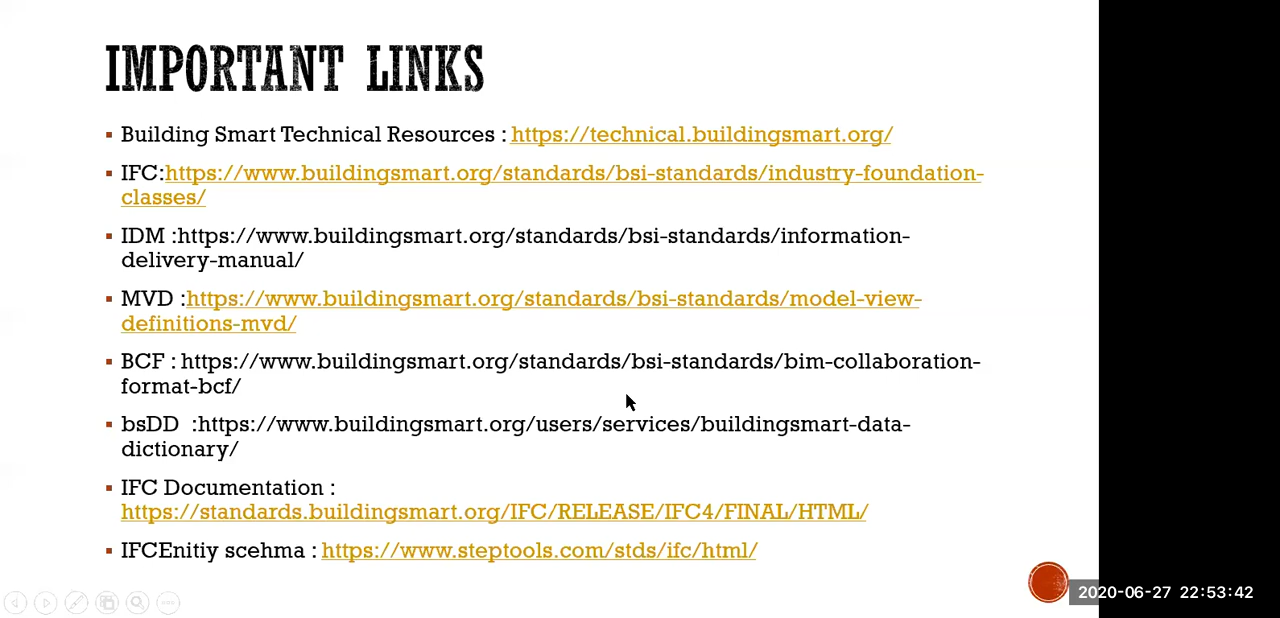 IMPORTANT LINKS
Building Smart Technical Resources : https://technical.buildingsmart.org/
IFC:https://www.buildingsmart.org/standards/bsi-standards/industry-foundation-
classes/
IDM :https://www.buildingsmart.org/standards/bsi-standards/information-
delivery-manual/
MVD :https://www.buildingsmart.org/standards/bsi-standards/model-view-
definitions-mvd/
BCF : https://www.buildingsmart.org/standards/bsi-standards/bim-collaboration-
format-bcf/
bsDD :https://www.buildingsmart.org/users/services/buildingsmart-data-
dictionary/
IFC Documentation :
https://standards.buildingsmart.org/IFC/RELEASE/IFC4/FINAL/HTML/
IFCEnitiy scehma : https://www.steptools.com/stds/ifc/html/
2020-06-27 22:53:42